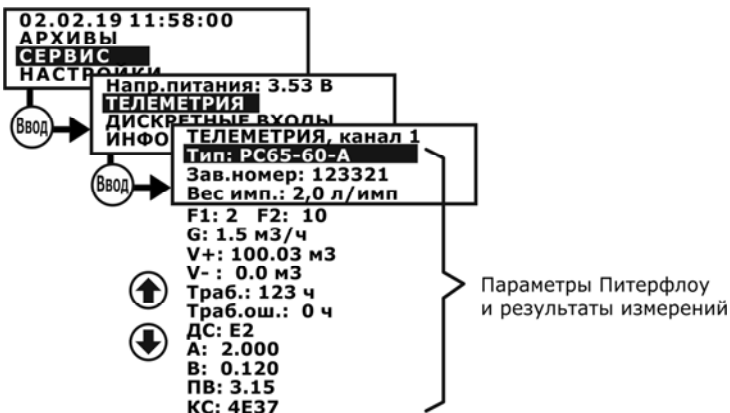 02.02.19 11:58:00
АРХИВЫ
СЕРВИС
НАСТРОЙКИ
Ввод
Напр.питания: 3.53 В
ТЕЛЕМЕТРИЯ
ДИСКРЕТНЫЕ ВХОДЫ
ИНФО
Ввод
ТЕЛЕМЕТРИЯ, канал 1
Тип: РС65-60-А
Зав.номер: 123321
Вес имп.: 2,0 л/имп
F1: 2 F2: 10
G: 1.5 м3/ч
V+: 100.03 м3
V- : 0.0 м3
Траб.: 123 ч
Траб.ош.: 0 ч
ДС: E2
А: 2.000
В: 0.120
ПВ: 3.15
КС: 4E37
Параметры Питерфлоу
и результаты измерений